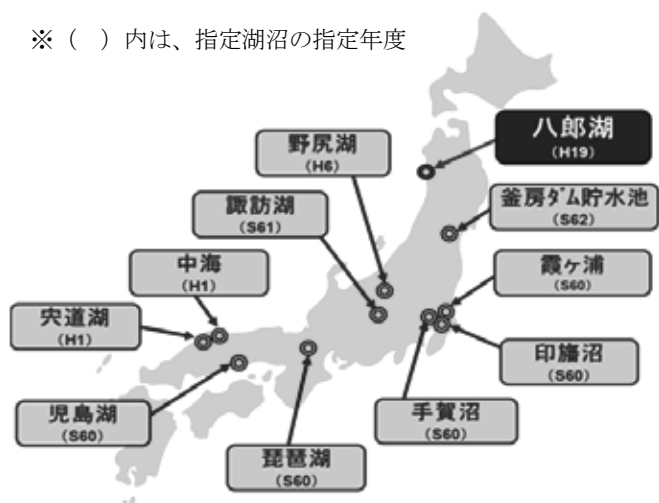 ※（　）内は、指定湖沼の指定年度
八郎湖
(H19)
野尻湖
(H6)
釜房ダム貯水池
(S62)
諏訪湖
(S61)
中海
(H1)
霞ヶ浦
(S60)
宍道湖
(H1)
印旛沼
(S60)
児島湖
(S60)
手賀沼
(S60)
琵琶湖
(S60)